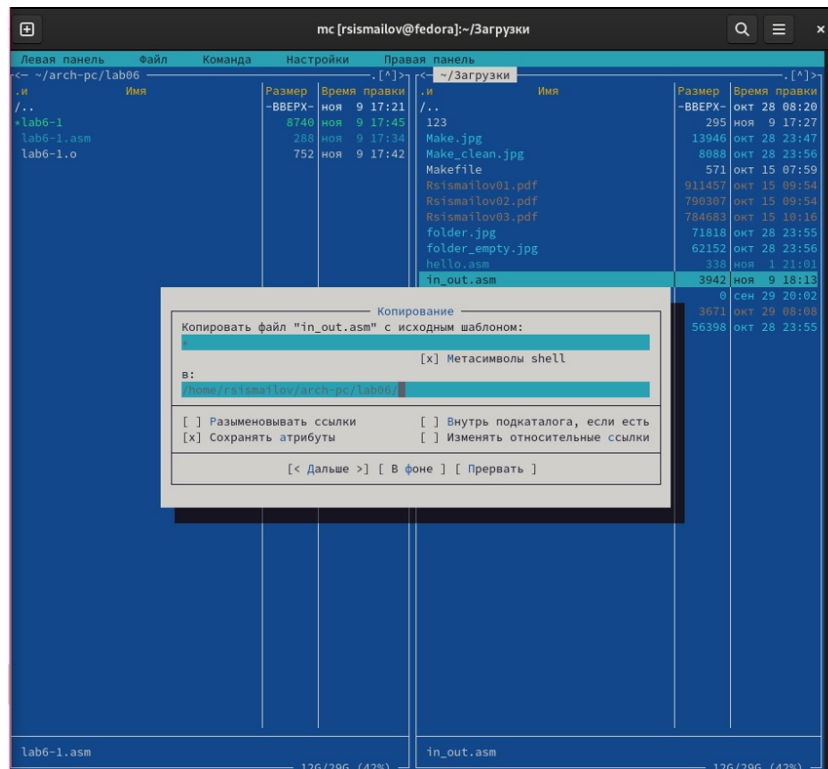 mc [rsismailov@fedora]:~/Загрузки
Левая панель Файл Команда Настройки Правая панель
<— ~/arch-pc/lab06 .[^]>
.и Имя Размер Время правки
/.. -ВВЕРХ- ноя 9 17:21
*lab6-1 8740 ноя 9 17:45
lab6-1.asm 288 ноя 9 17:34
lab6-1.o 752 ноя 9 17:42
<— ~/Загрузки .[^]>
.и Имя Размер Время правки
/.. -ВВЕРХ- окт 28 08:20
123 295 ноя 9 17:27
Make.jpg 13946 окт 28 23:47
Make_clean.jpg 8088 окт 28 23:56
Makefile 571 окт 15 07:59
Rsismailov01.pdf 911457 окт 15 09:54
Rsismailov02.pdf 790307 окт 15 09:54
Rsismailov03.pdf 784683 окт 15 10:16
folder.jpg 71818 окт 28 23:55
folder_empty.jpg 62152 окт 28 23:56
hello.asm 338 ноя 1 21:01
in_out.asm 3942 ноя 9 18:13
0 сен 29 20:02
3671 окт 29 08:08
56398 окт 28 23:55
Копирование
Копировать файл "in_out.asm" с исходным шаблоном:
*
[x] Метасимволы shell
в:
/home/rsismailov/arch-pc/lab06/
[ ] Разыменовывать ссылки [ ] Внутрь подкаталога, если есть
[x] Сохранять атрибуты [ ] Изменять относительные ссылки
[< Дальше >] [ В фоне ] [ Прервать ]
lab6-1.asm
12G/29G (42%)
in_out.asm
12G/29G (42%)